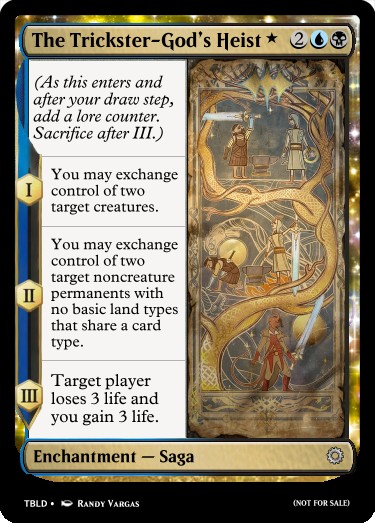 The Trickster-God's Heist ★ 2
(As this enters and
after your draw step,
add a lore counter.
Sacrifice after III.)
I
You may exchange
control of two
target creatures.
II
You may exchange
control of two
target noncreature
permanents with
no basic land types
that share a card
type.
III
Target player
loses 3 life and
you gain 3 life.
Enchantment — Saga
TBLD • Randy Vargas
(NOT FOR SALE)